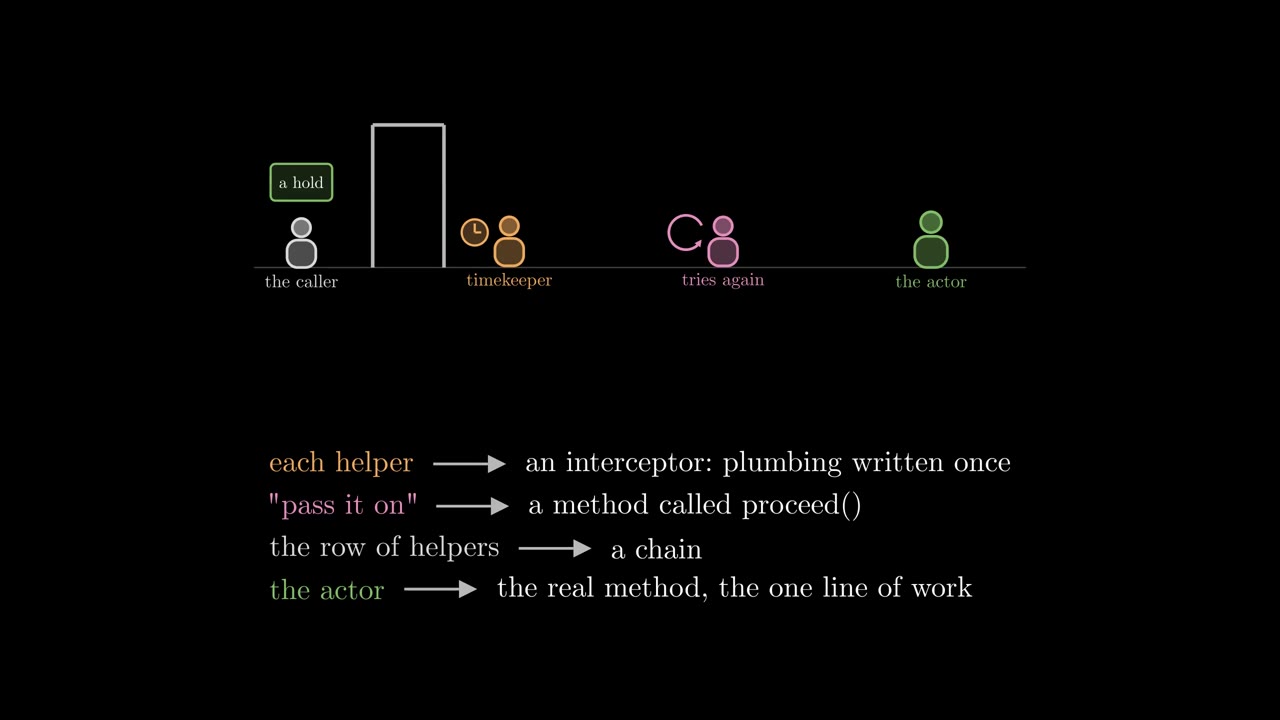 a hold
the caller
timekeeper
tries again
the actor
each helper an interceptor: plumbing written once
"pass it on" a method called proceed()
the row of helpers a chain
the actor the real method, the one line of work